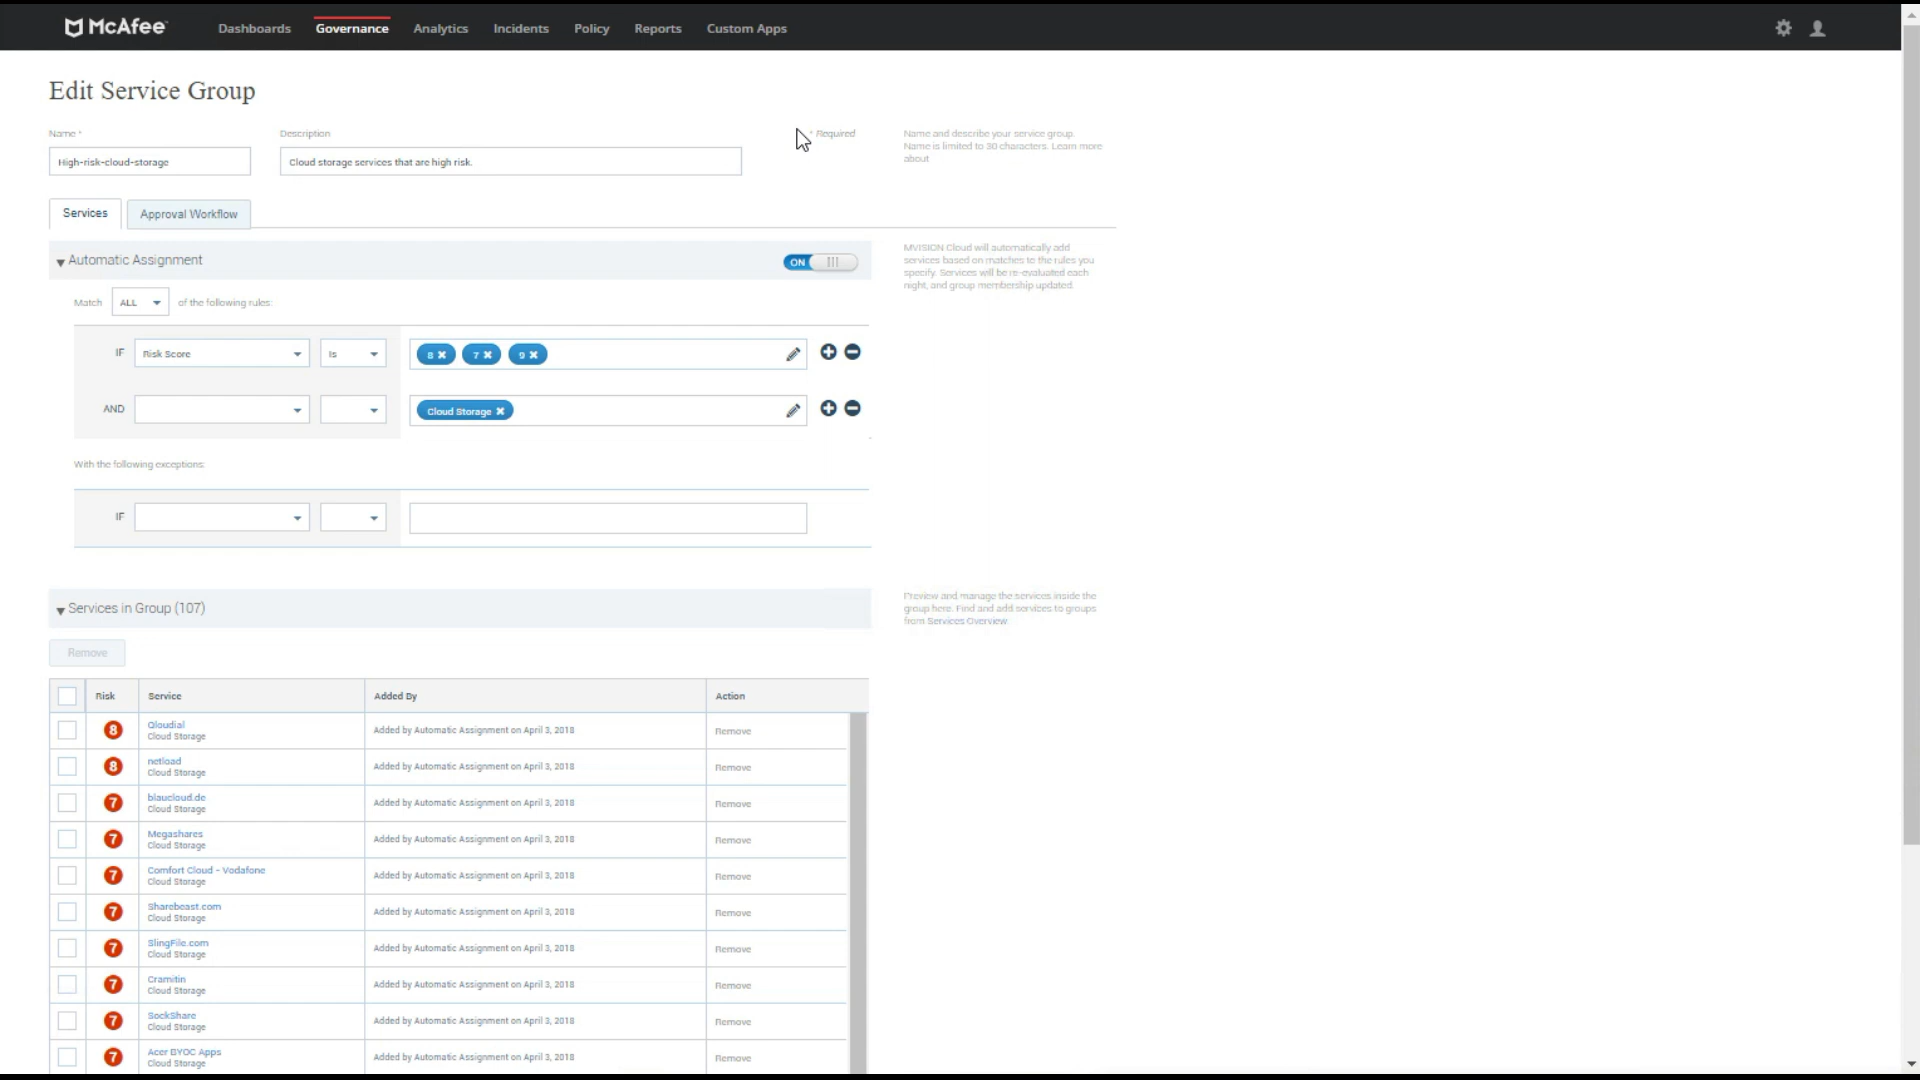 McAfee
Dashboards Governance Analytics Incidents Policy Reports Custom Apps
Edit Service Group
Name * Description * Required
High-risk-cloud-storage Cloud storage services that are high risk.
Name and describe your service group.
Name is limited to 30 characters. Learn more
about
Services Approval Workflow
Automatic Assignment ON
MVISION Cloud will automatically add
services based on matches to the rules you
specify. Services will be re-evaluated each
night, and group membership updated.
Match ALL of the following rules:
IF Risk Score Is 8 7 9
AND Cloud Storage
With the following exceptions:
IF
Services in Group (107)
Preview and manage the services inside the
group here. Find and add services to groups
from Services Overview
Remove
Risk Service Added By Action
8 Qloudial Added by Automatic Assignment on April 3, 2018 Remove
Cloud Storage
8 netload Added by Automatic Assignment on April 3, 2018 Remove
Cloud Storage
7 blaucloud.de Added by Automatic Assignment on April 3, 2018 Remove
Cloud Storage
7 Megashares Added by Automatic Assignment on April 3, 2018 Remove
Cloud Storage
7 Comfort Cloud - Vodafone Added by Automatic Assignment on April 3, 2018 Remove
Cloud Storage
7 Sharebeast.com Added by Automatic Assignment on April 3, 2018 Remove
Cloud Storage
7 SlingFile.com Added by Automatic Assignment on April 3, 2018 Remove
Cloud Storage
7 Cramitin Added by Automatic Assignment on April 3, 2018 Remove
Cloud Storage
7 SockShare Added by Automatic Assignment on April 3, 2018 Remove
Cloud Storage
7 Acer BYOC Apps Added by Automatic Assignment on April 3, 2018 Remove
Cloud Storage